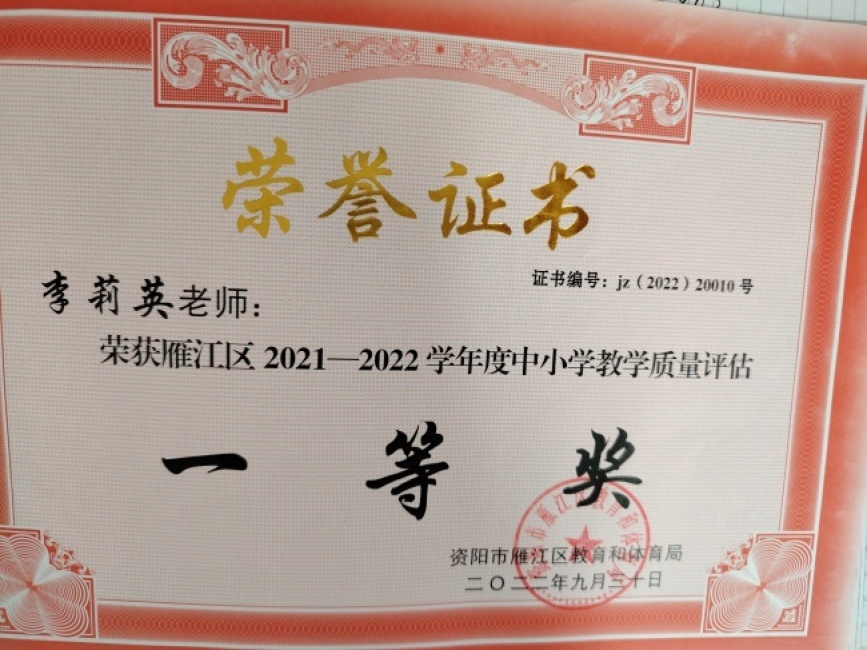 荣誉证书
证书编号：jz（2022）20010号
李莉英老师：
荣获雁江区2021—2022学年度中小学教学质量评估
一等奖
资阳市雁江区教育和体育局
二〇二二年九月三十日